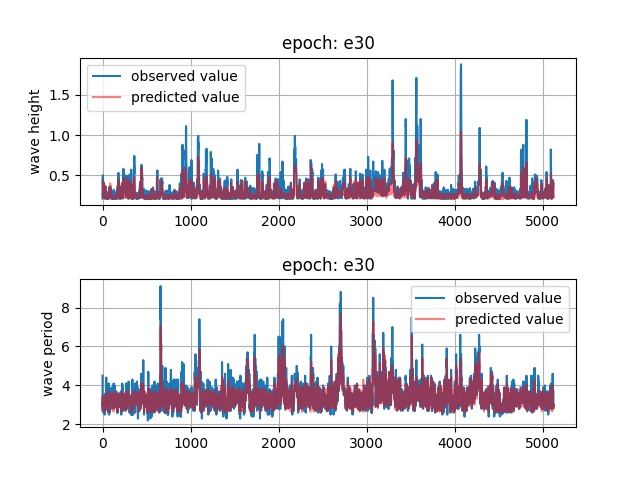 epoch: e30
observed value
predicted value
wave height
1.5
1.0
0.5
0 1000 2000 3000 4000 5000
epoch: e30
observed value
predicted value
wave period
8
6
4
2
0 1000 2000 3000 4000 5000